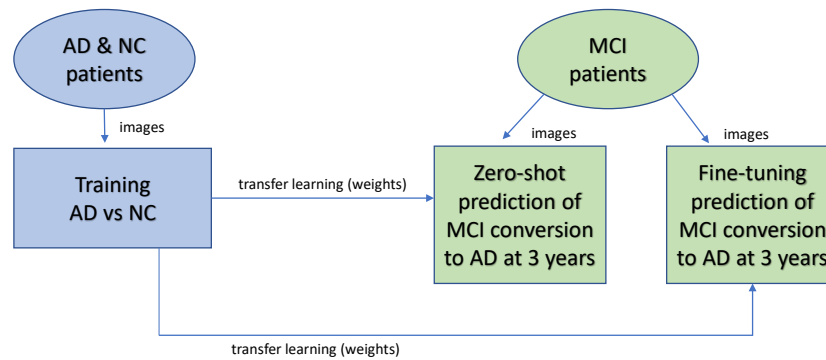 AD & NC
patients
MCI
patients
images
images
images
Training
AD vs NC
transfer learning (weights)
Zero-shot
prediction of
MCI conversion
to AD at 3 years
Fine-tuning
prediction of
MCI conversion
to AD at 3 years
transfer learning (weights)